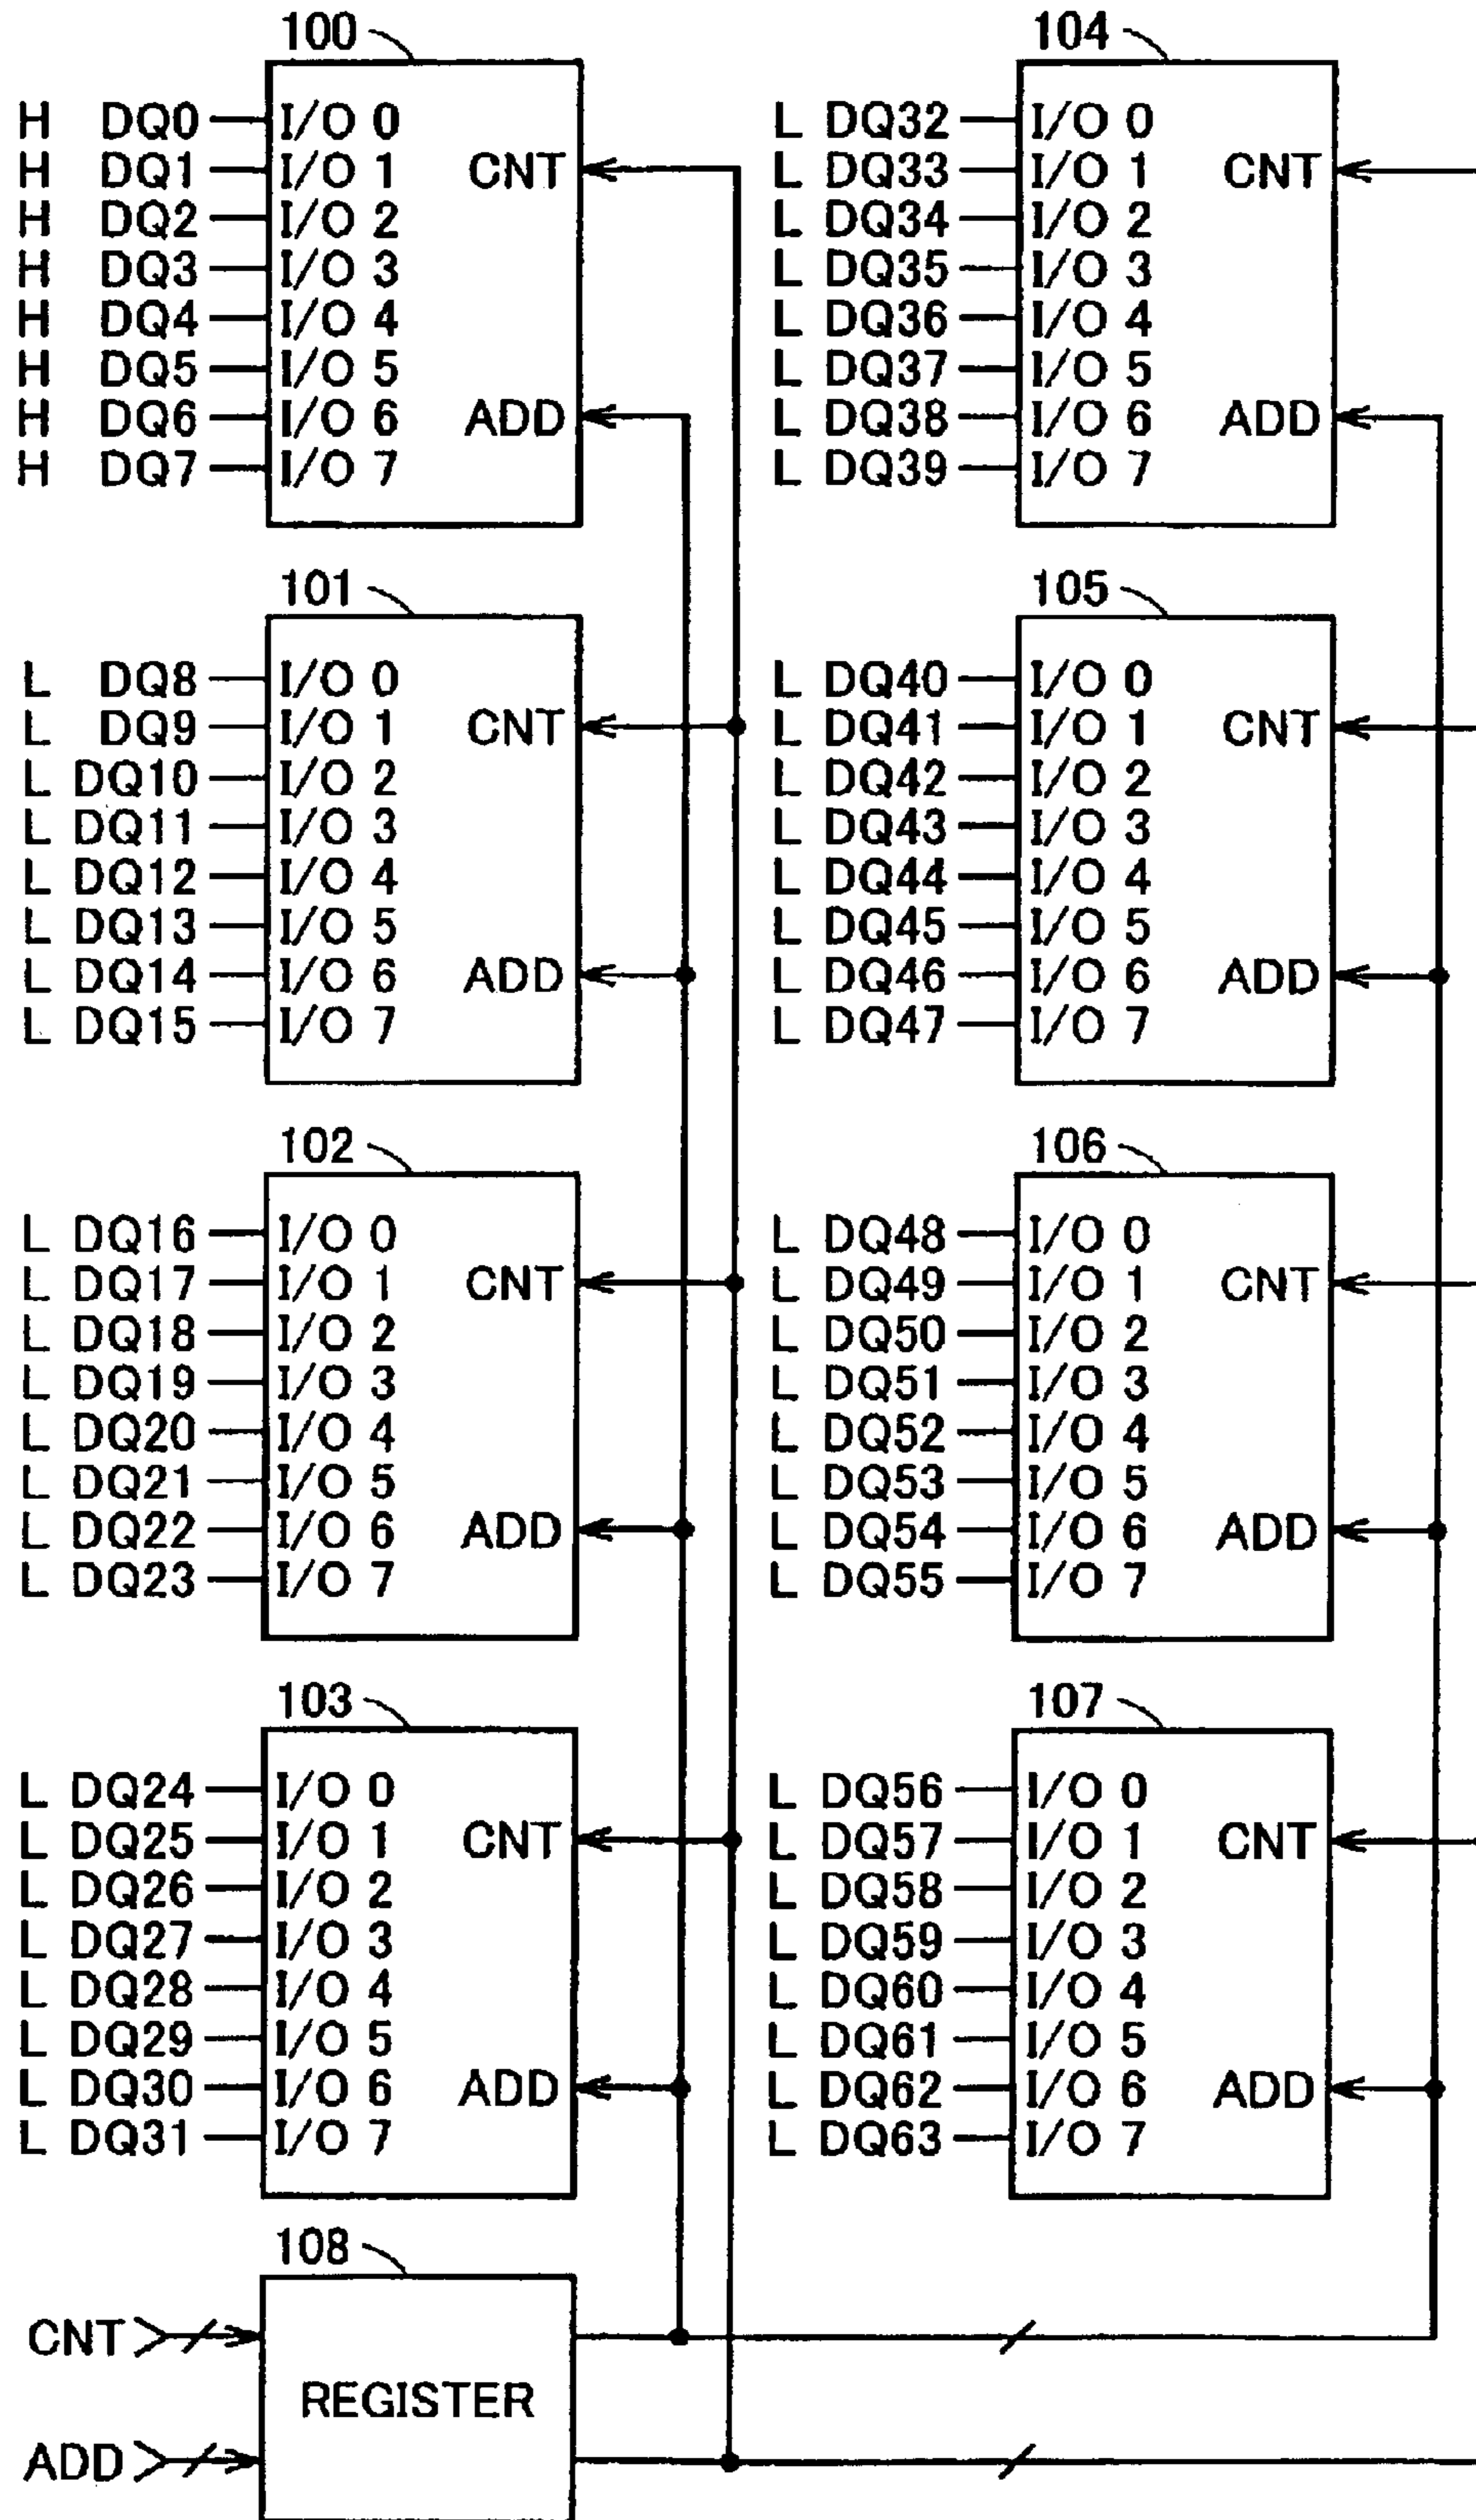 100
H DQ0 I/O 0
H DQ1 I/O 1 CNT
H DQ2 I/O 2
H DQ3 I/O 3
H DQ4 I/O 4
H DQ5 I/O 5
H DQ6 I/O 6 ADD
H DQ7 I/O 7
101
L DQ8 I/O 0
L DQ9 I/O 1 CNT
L DQ10 I/O 2
L DQ11 I/O 3
L DQ12 I/O 4
L DQ13 I/O 5
L DQ14 I/O 6 ADD
L DQ15 I/O 7
102
L DQ16 I/O 0
L DQ17 I/O 1 CNT
L DQ18 I/O 2
L DQ19 I/O 3
L DQ20 I/O 4
L DQ21 I/O 5
L DQ22 I/O 6 ADD
L DQ23 I/O 7
103
L DQ24 I/O 0
L DQ25 I/O 1 CNT
L DQ26 I/O 2
L DQ27 I/O 3
L DQ28 I/O 4
L DQ29 I/O 5
L DQ30 I/O 6 ADD
L DQ31 I/O 7
104
L DQ32 I/O 0
L DQ33 I/O 1 CNT
L DQ34 I/O 2
L DQ35 I/O 3
L DQ36 I/O 4
L DQ37 I/O 5
L DQ38 I/O 6 ADD
L DQ39 I/O 7
105
L DQ40 I/O 0
L DQ41 I/O 1 CNT
L DQ42 I/O 2
L DQ43 I/O 3
L DQ44 I/O 4
L DQ45 I/O 5
L DQ46 I/O 6 ADD
L DQ47 I/O 7
106
L DQ48 I/O 0
L DQ49 I/O 1 CNT
L DQ50 I/O 2
L DQ51 I/O 3
L DQ52 I/O 4
L DQ53 I/O 5
L DQ54 I/O 6 ADD
L DQ55 I/O 7
107
L DQ56 I/O 0
L DQ57 I/O 1 CNT
L DQ58 I/O 2
L DQ59 I/O 3
L DQ60 I/O 4
L DQ61 I/O 5
L DQ62 I/O 6 ADD
L DQ63 I/O 7
108
CNT
REGISTER
ADD